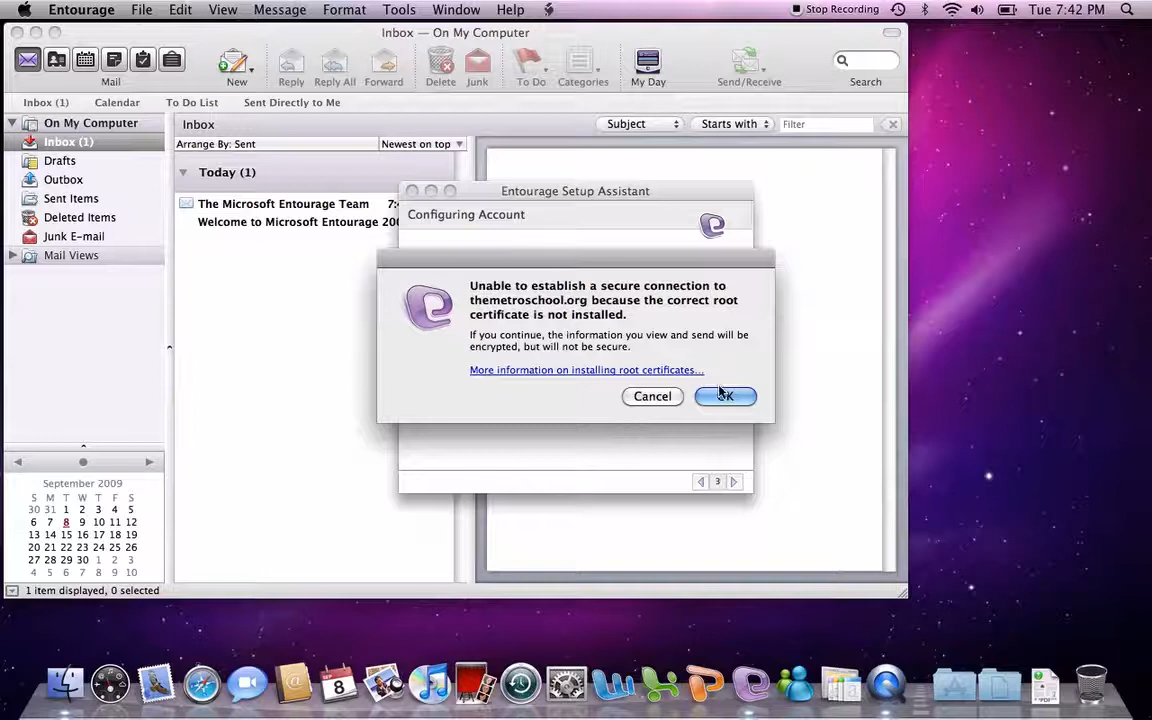 Entourage File Edit View Message Format Tools Window Help Stop Recording Tue 7:42 PM
Inbox — On My Computer
Mail New Reply Reply All Forward Delete Junk To Do Categories My Day Send/Receive Search
Inbox (1) Calendar To Do List Sent Directly to Me
On My Computer
Inbox (1)
Drafts
Outbox
Sent Items
Deleted Items
Junk E-mail
Mail Views
Inbox Subject Starts with Filter
Arrange By: Sent Newest on top
Today (1)
The Microsoft Entourage Team
Welcome to Microsoft Entourage
Entourage Setup Assistant
Configuring Account
Unable to establish a secure connection to
themetroschool.org because the correct root
certificate is not installed.
If you continue, the information you view and send will be
encrypted, but will not be secure.
More information on installing root certificates...
Cancel OK
3
September 2009
S M T W T F S
30 31 1 2 3 4 5
6 7 8 9 10 11 12
13 14 15 16 17 18 19
20 21 22 23 24 25 26
27 28 29 30 1 2 3
4 5 6 7 8 9 10
1 item displayed, 0 selected
SEP
8